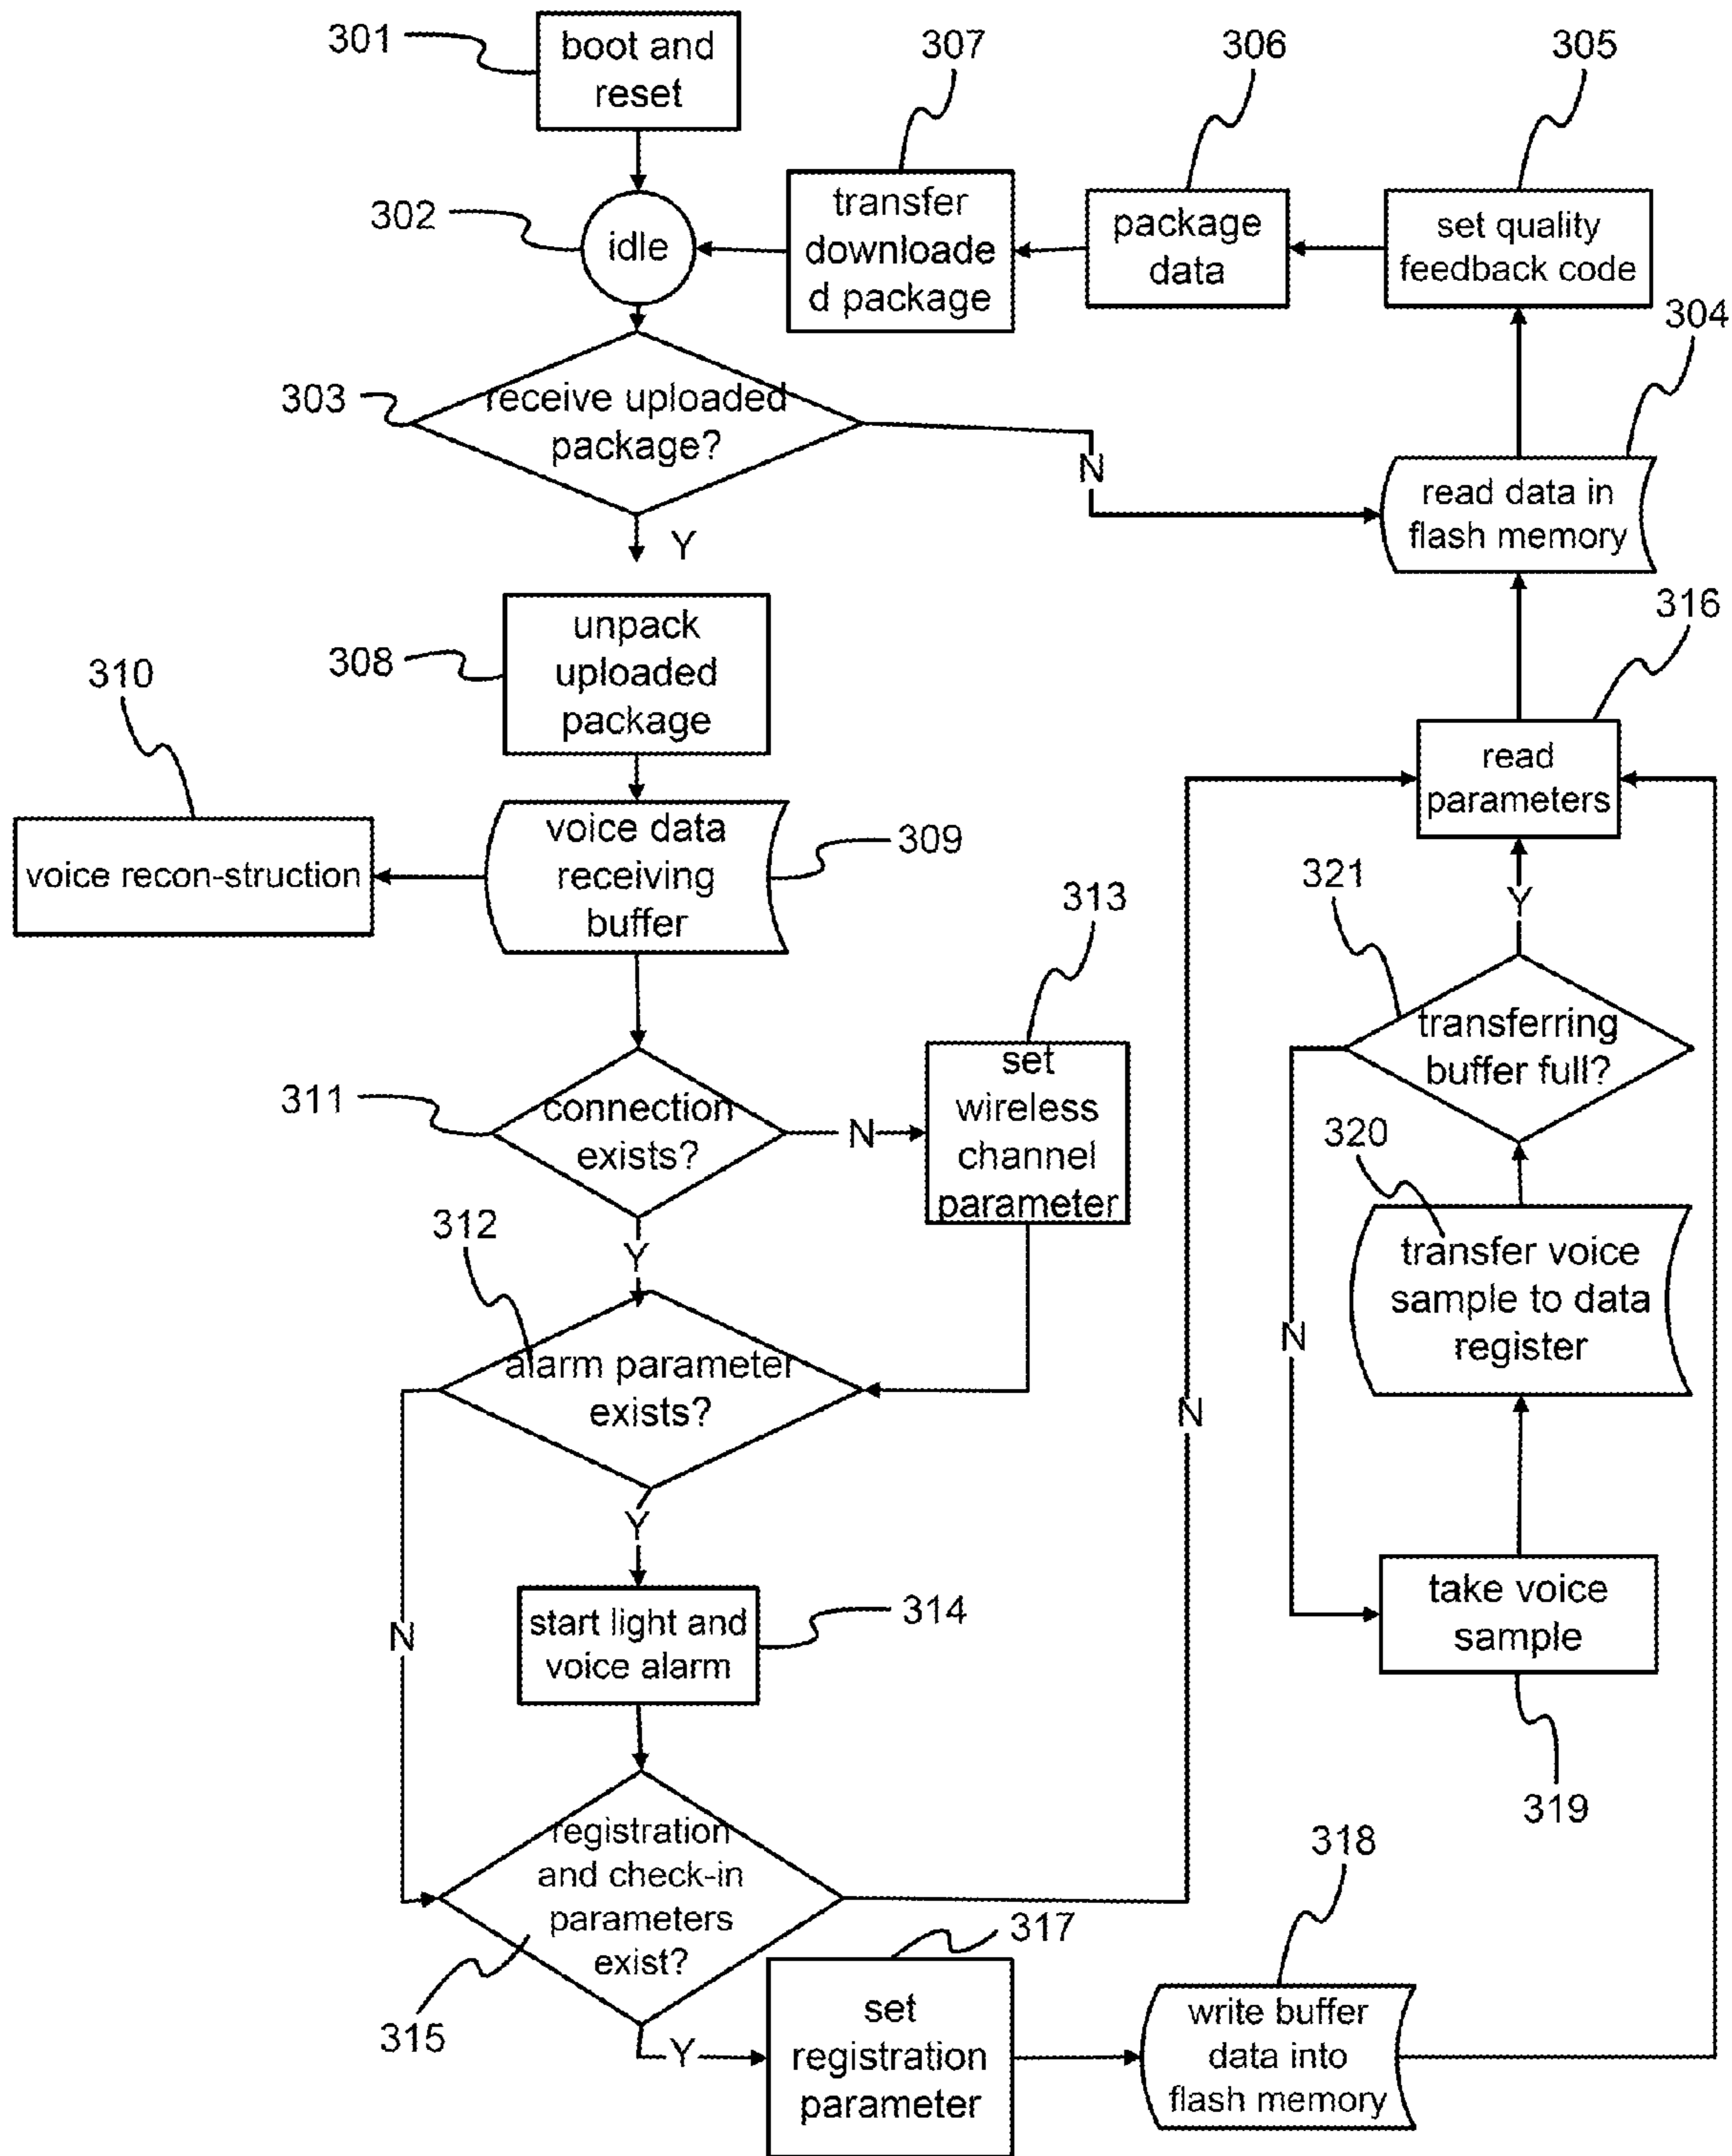 301
boot and
reset
307
306
305
302
idle
transfer
downloade
d package
package
data
set quality
feedback code
304
303
receive uploaded
package?
N
read data in
flash memory
Y
316
308
unpack
uploaded
package
310
read
parameters
voice recon-struction
voice data
receiving
buffer
309
313
321
Y
transferring
buffer full?
311
connection
exists?
N
set
wireless
channel
parameter
320
312
Y
transfer voice
sample to data
register
N
alarm parameter
exists?
N
Y
take voice
sample
314
start light and
voice alarm
N
319
registration
and check-in
parameters
exist?
318
317
315
Y
set
registration
parameter
write buffer
data into
flash memory